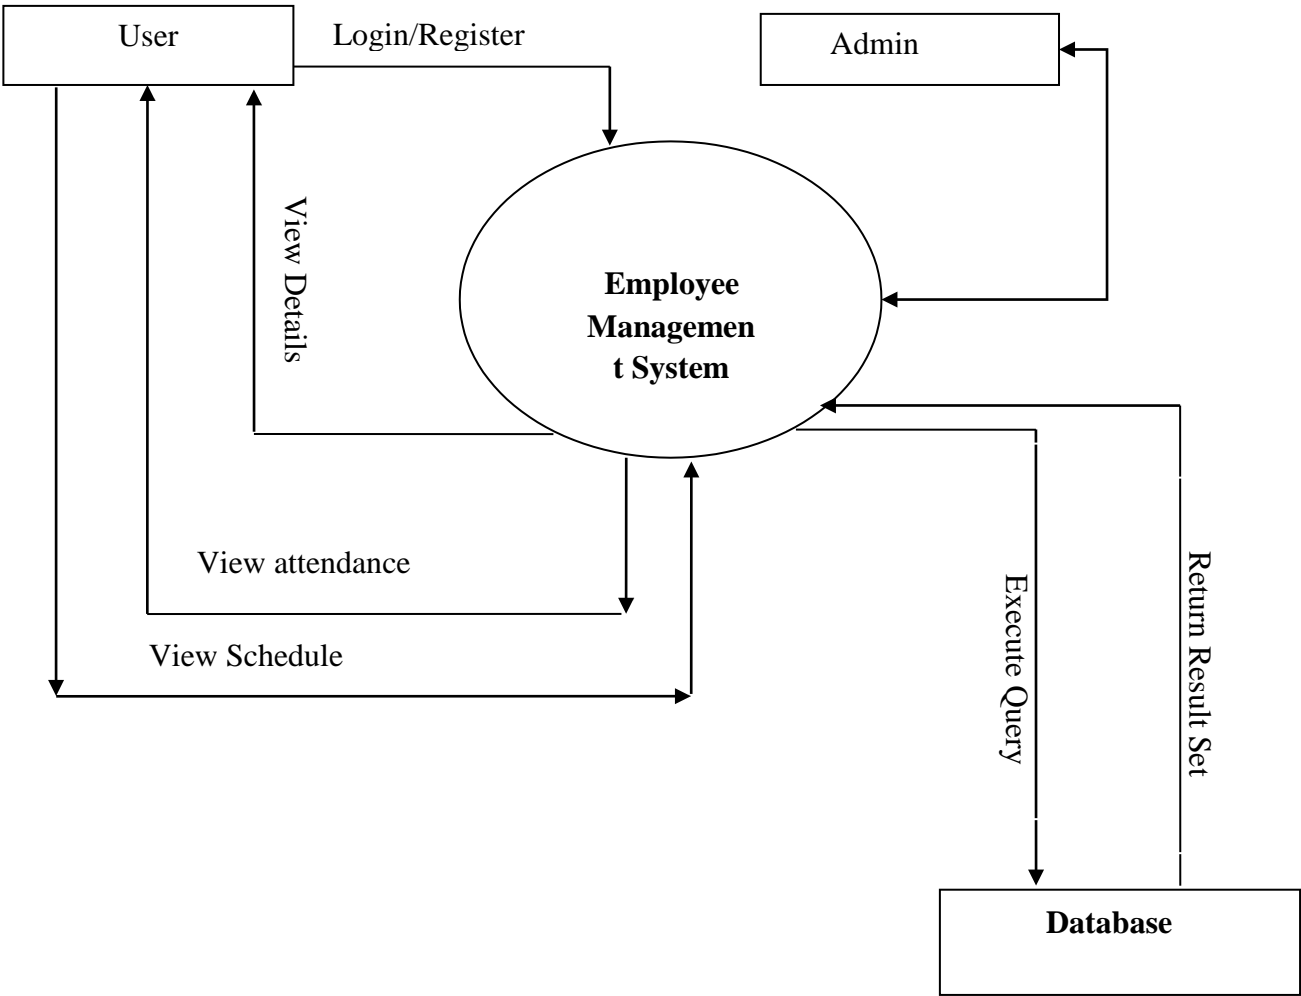 User
Login/Register
Admin
View Details
Employee
Managemen
t System
View attendance
View Schedule
Execute Query
Return Result Set
Database